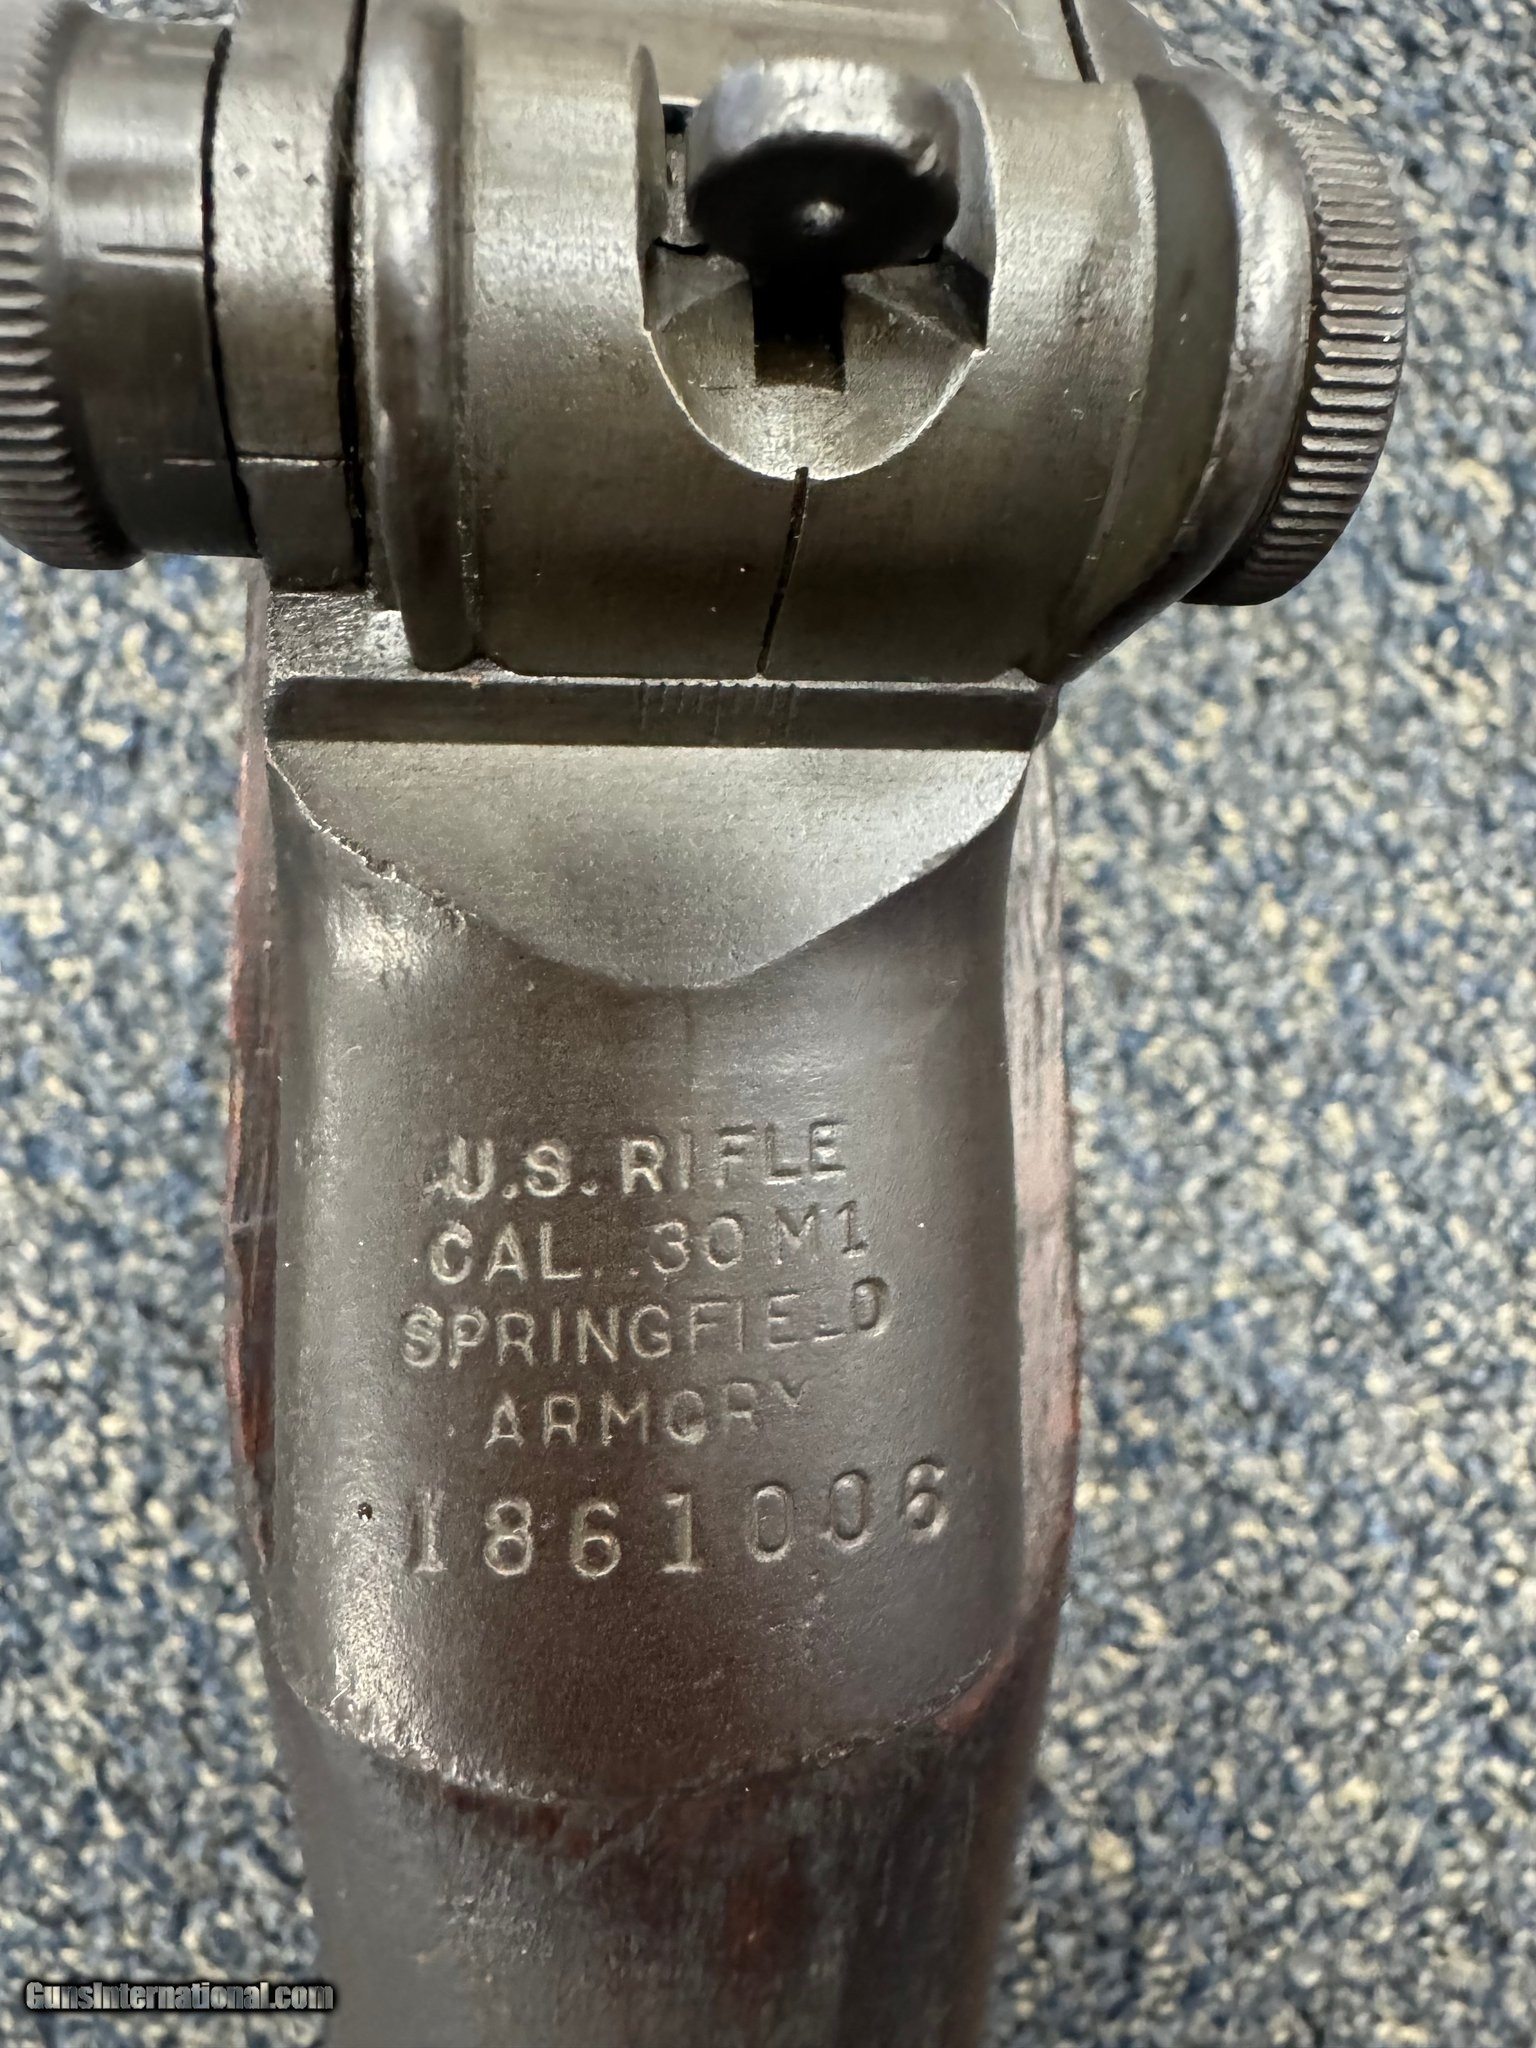 U.S. RIFLE
CAL. .30 M1
SPRINGFIELD
ARMORY
1861006
GunsInternational.com